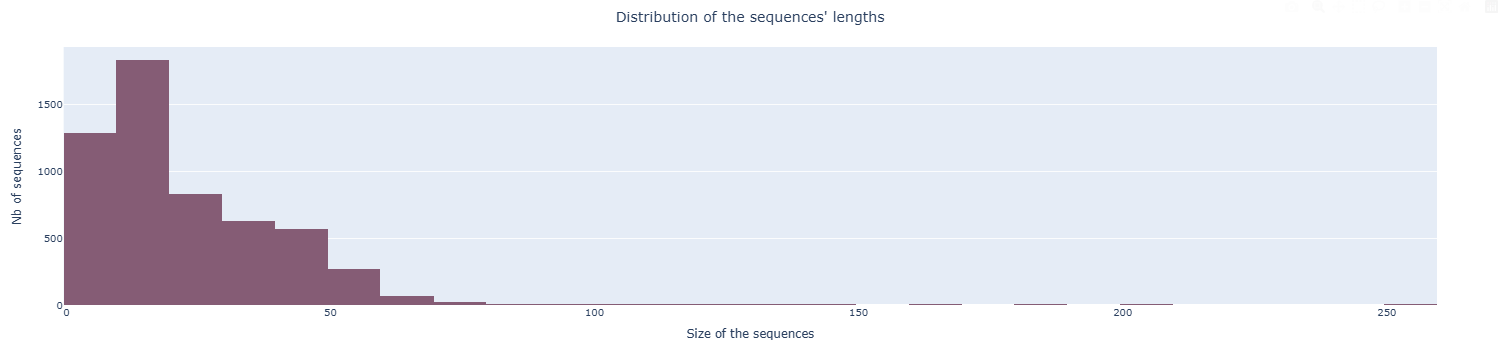 Distribution of the sequences' lengths
Nb of sequences
1500
1000
500
0
0 50 100 150 200 250
Size of the sequences